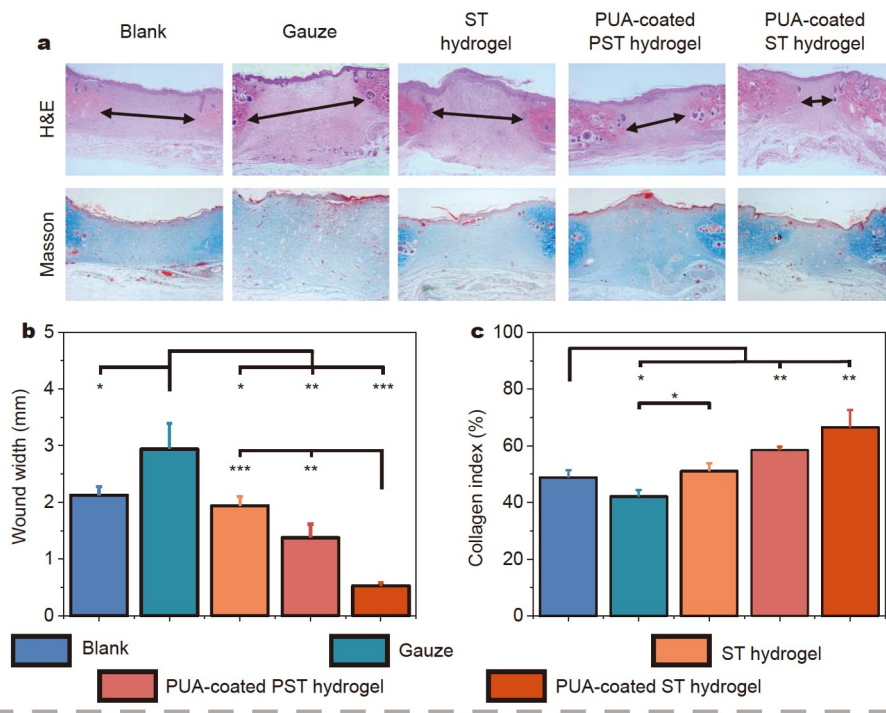 Blank
Gauze
ST
hydrogel
PUA-coated
PST hydrogel
PUA-coated
ST hydrogel
a
H&E
Masson
b
5
4
3
2
1
0
Wound width (mm)
* * ** ***
*** **
c
100
80
60
40
20
0
Collagen index (%)
* ** **
*
Blank
Gauze
ST hydrogel
PUA-coated PST hydrogel
PUA-coated ST hydrogel